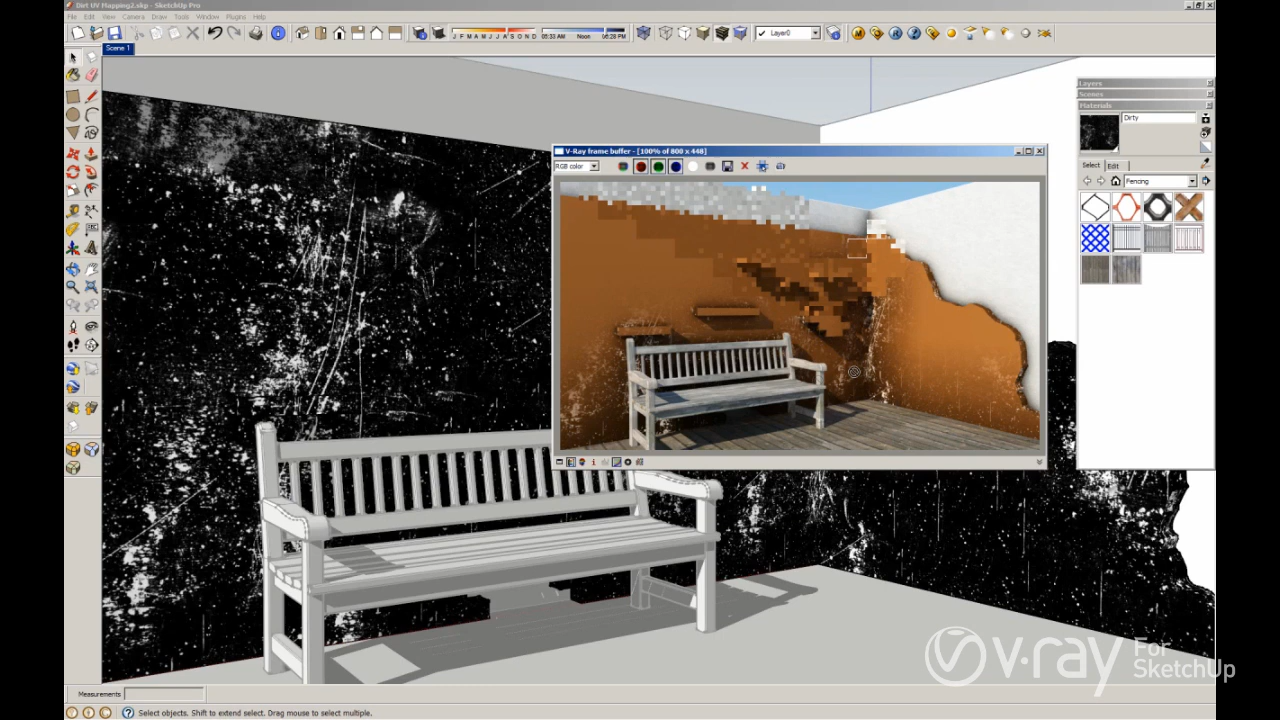 Dirt UV Mapping2.skp - SketchUp Pro
File Edit View Camera Draw Tools Window Plugins Help
J F M A M J J A S O N D 06:33 AM Noon 06:28 PM
Layer0
Scene 1
Layers
Scenes
Materials
Dirty
Select Edit
Fencing
V-Ray frame buffer - [100% of 800 x 448]
RGB color
v·ray For SketchUp
Measurements
Select objects. Shift to extend select. Drag mouse to select multiple.